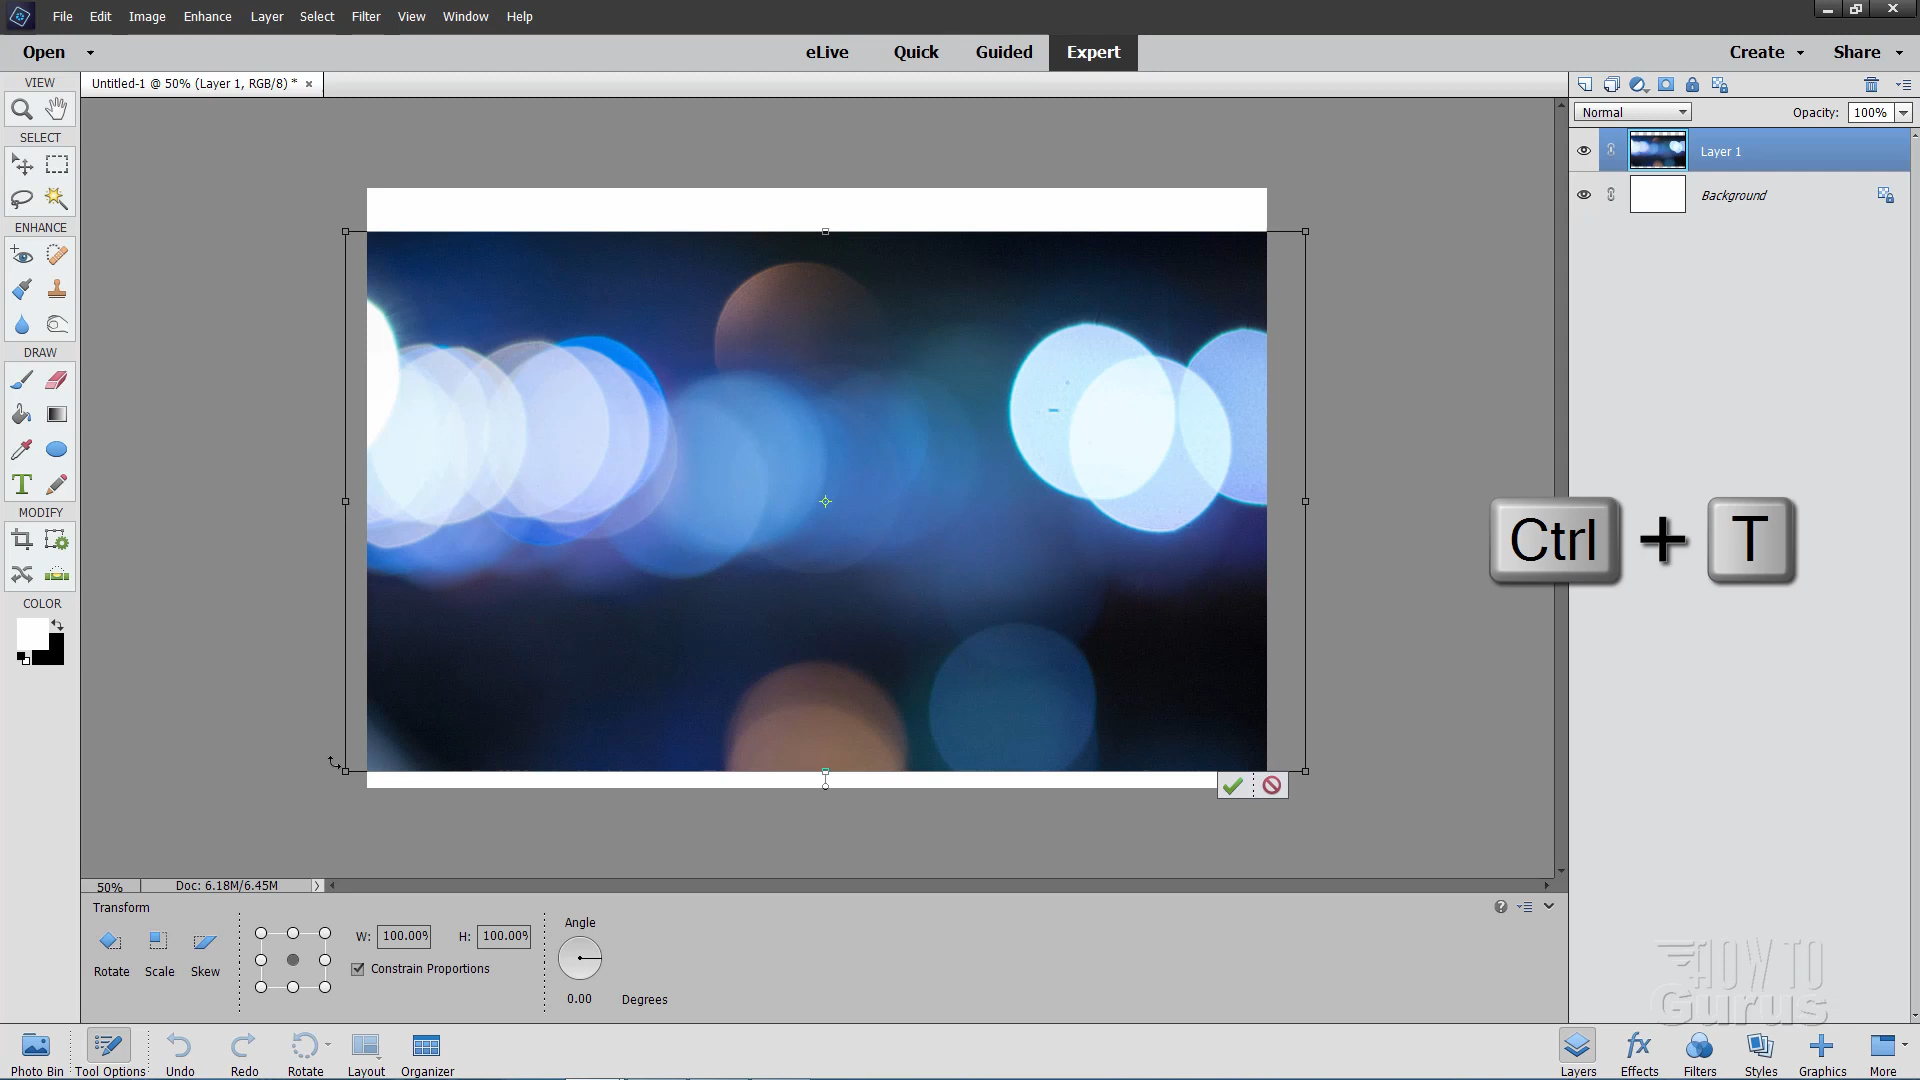 File Edit Image Enhance Layer Select Filter View Window Help
Open eLive Quick Guided Expert Create Share
Untitled-1 @ 50% (Layer 1, RGB/8) * ×
VIEW
SELECT
ENHANCE
DRAW
MODIFY
COLOR
Normal Opacity: 100%
Layer 1
Background
Ctrl + T
50% Doc: 6.18M/6.45M
Transform
Rotate Scale Skew
W: 100.00% H: 100.00%
Constrain Proportions
Angle
0.00 Degrees
HOW TO
Gurus
Photo Bin Tool Options Undo Redo Rotate Layout Organizer
fx
Layers Effects Filters Styles Graphics More